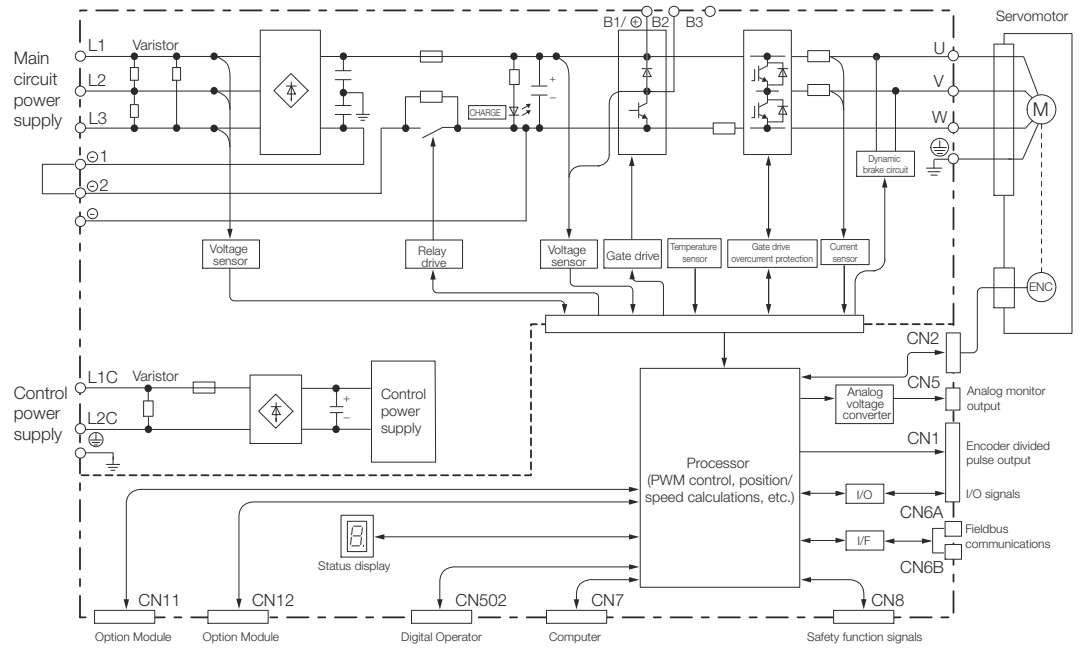 Servomotor
B1/ ⊕ B2 B3
Main
circuit
power
supply
L1 Varistor
L2
L3
⊖1
⊖2
⊖
CHARGE
+
−
U
V
W
M
Dynamic
brake circuit
Voltage
sensor
Relay
drive
Voltage
sensor
Gate drive
Temperature
sensor
Gate drive
overcurrent protection
Current
sensor
ENC
Control
power
supply
L1C Varistor
L2C
+
−
Control
power
supply
CN2
CN5
Analog
voltage
converter
Analog monitor
output
CN1
Encoder divided
pulse output
Processor
(PWM control, position/
speed calculations, etc.)
I/O
I/O signals
CN6A
I/F
Fieldbus
communications
CN6B
8.
Status display
CN11
Option Module
CN12
Option Module
CN502
Digital Operator
CN7
Computer
CN8
Safety function signals